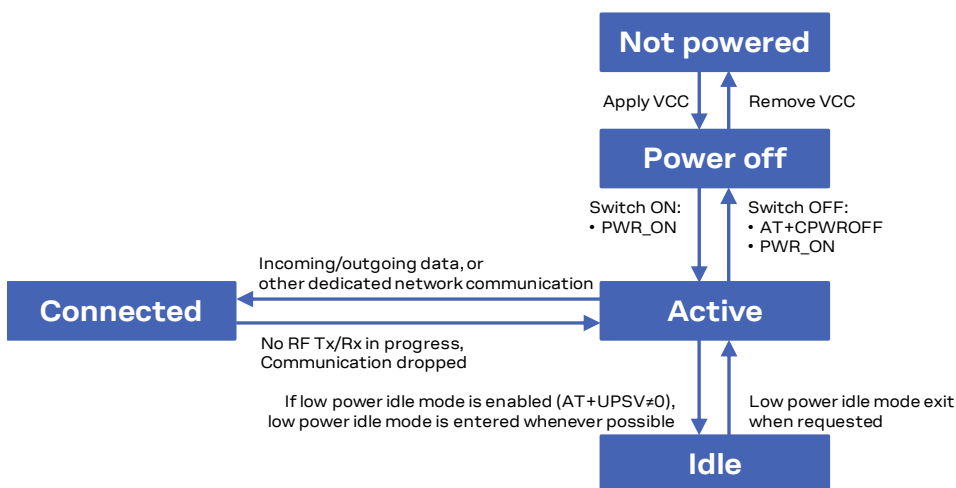 Not powered
Apply VCC
Remove VCC
Power off
Switch ON:
• PWR_ON
Switch OFF:
• AT+CPWROFF
• PWR_ON
Incoming/outgoing data, or
other dedicated network communication
Connected
Active
No RF Tx/Rx in progress,
Communication dropped
If low power idle mode is enabled (AT+UPSV≠0),
low power idle mode is entered whenever possible
Low power idle mode exit
when requested
Idle